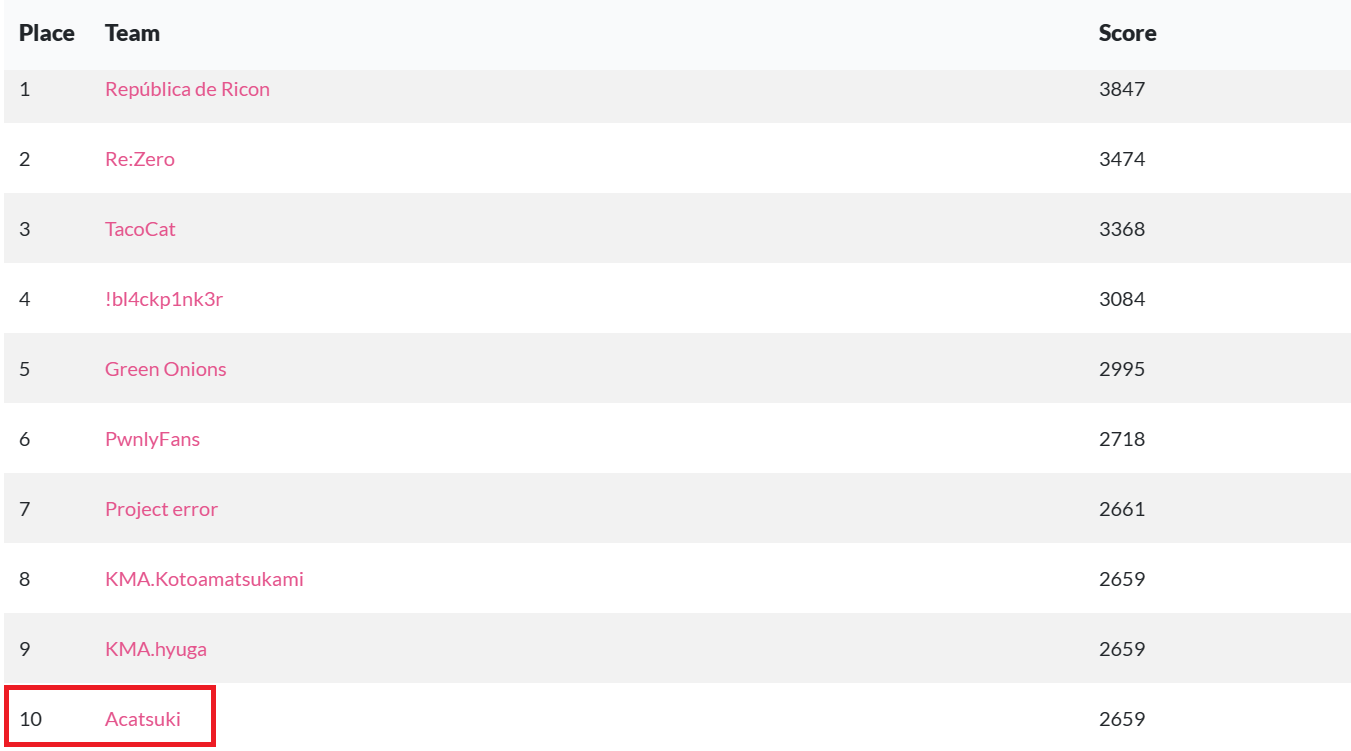 Place Team Score
1 República de Ricon 3847
2 Re:Zero 3474
3 TacoCat 3368
4 !bl4ckp1nk3r 3084
5 Green Onions 2995
6 PwnlyFans 2718
7 Project error 2661
8 KMA.Kotoamatsukami 2659
9 KMA.hyuga 2659
10 Acatsuki 2659